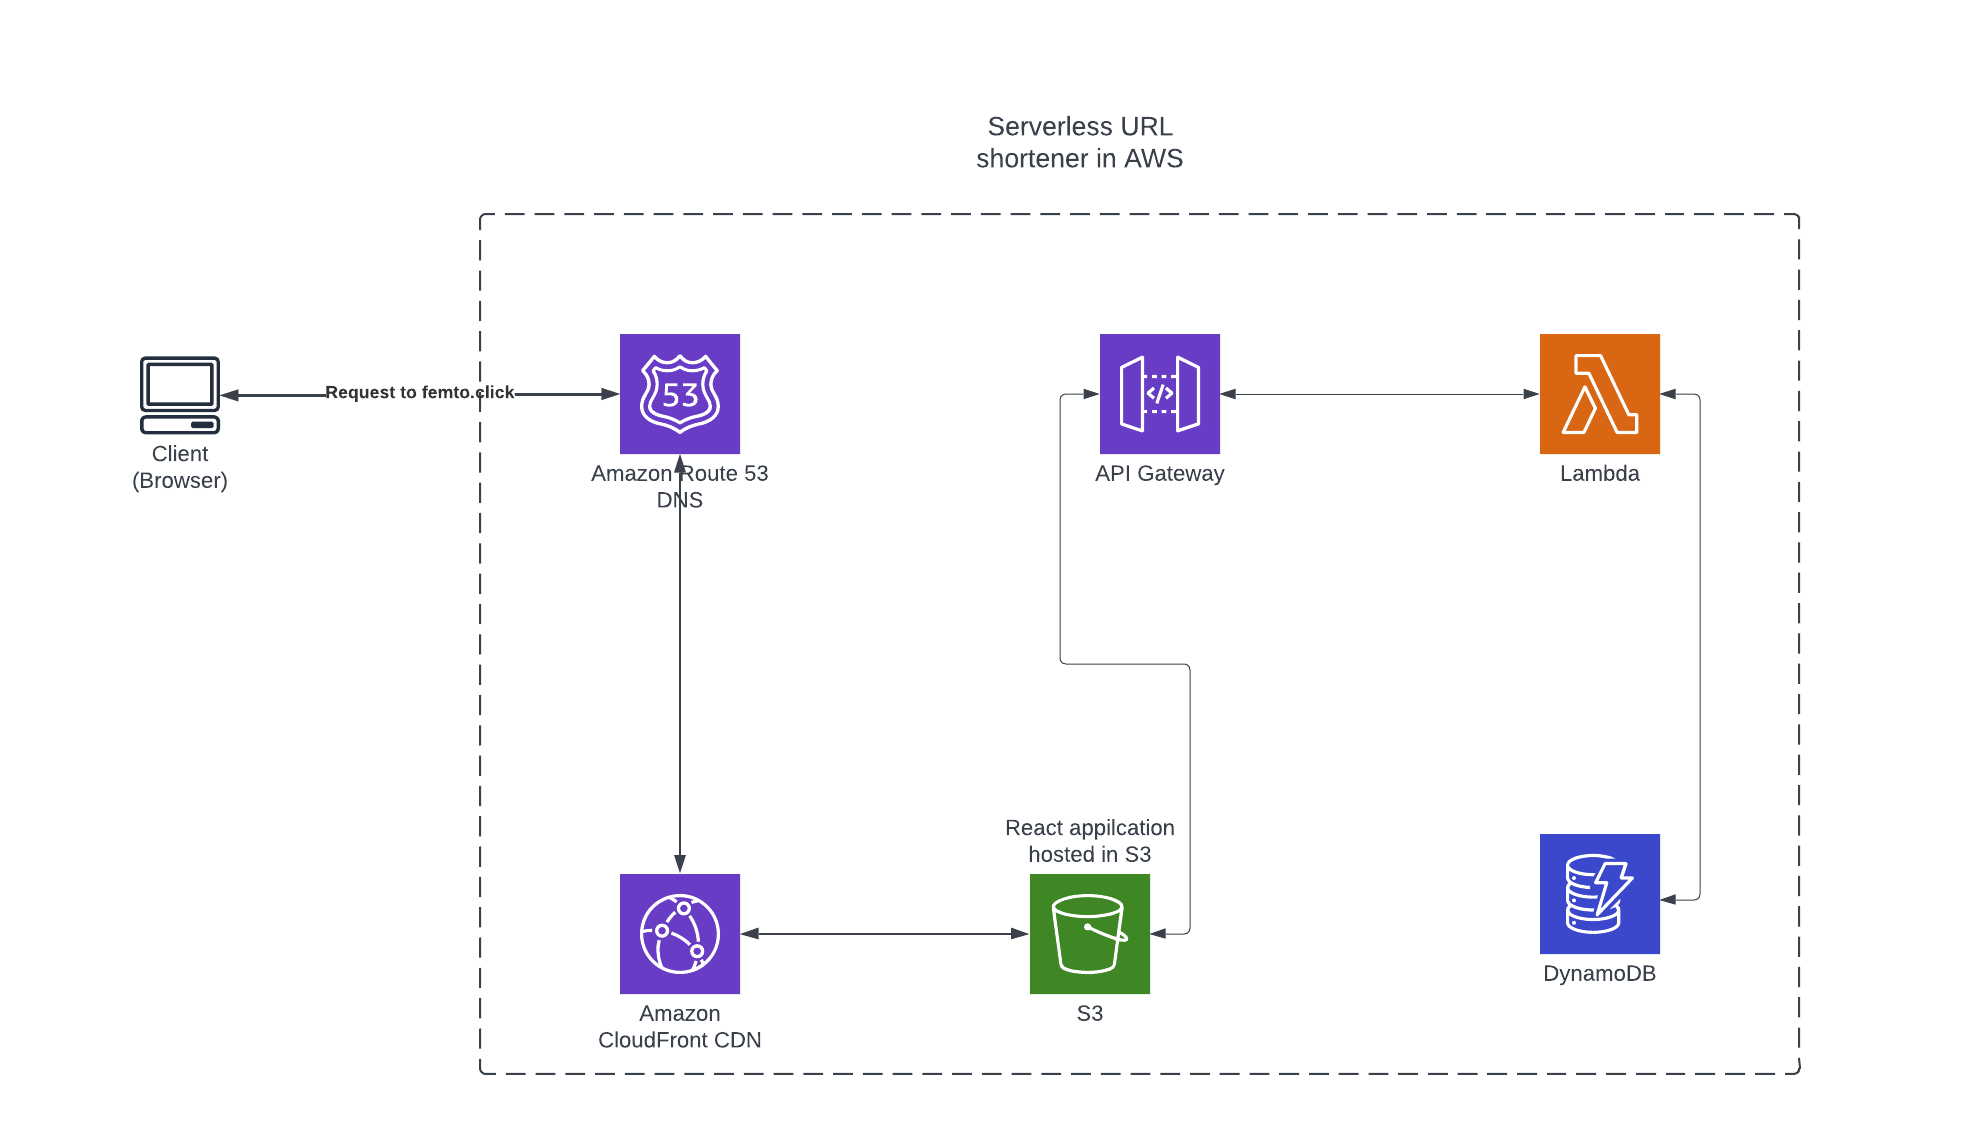 Serverless URL
shortener in AWS
Request to femto.click
53
Client
(Browser)
Amazon Route 53
DNS
</>
API Gateway
Lambda
React appilcation
hosted in S3
Amazon
CloudFront CDN
S3
DynamoDB